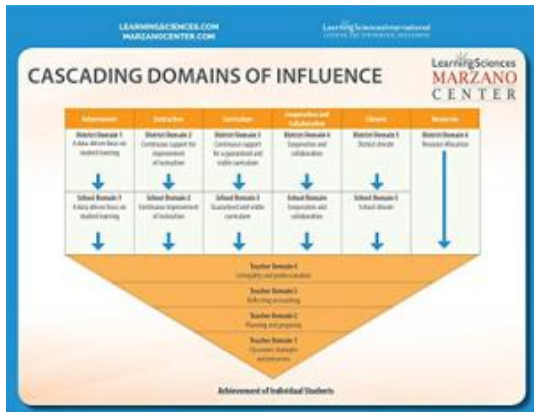 LEARNINGSCIENCES.COM
MARZANOCENTER.COM
LearningSciencesInternational
CASCADING DOMAINS OF INFLUENCE
LearningSciences
MARZANO
CENTER
Achievement
Instruction
Curriculum
Cooperation and
Collaboration
Climate
Resources
District Domain 1
A data-driven focus on
student learning
District Domain 2
Continuous support for
improvement
of instruction
District Domain 3
Continuous support
for a guaranteed and
viable curriculum
District Domain 4
Cooperation and
collaboration
District Domain 5
District climate
District Domain 6
Resource allocation
School Domain 1
A data-driven focus on
student learning
School Domain 2
Continuous improvement
of instruction
School Domain 3
Guaranteed and viable
curriculum
School Domain
Cooperation and
collaboration
School Domain 5
School climate
Teacher Domain 4
Collegiality and professionalism
Teacher Domain 3
Reflecting on teaching
Teacher Domain 2
Planning and preparing
Teacher Domain 1
Classroom strategies
and behaviors
Achievement of Individual Students